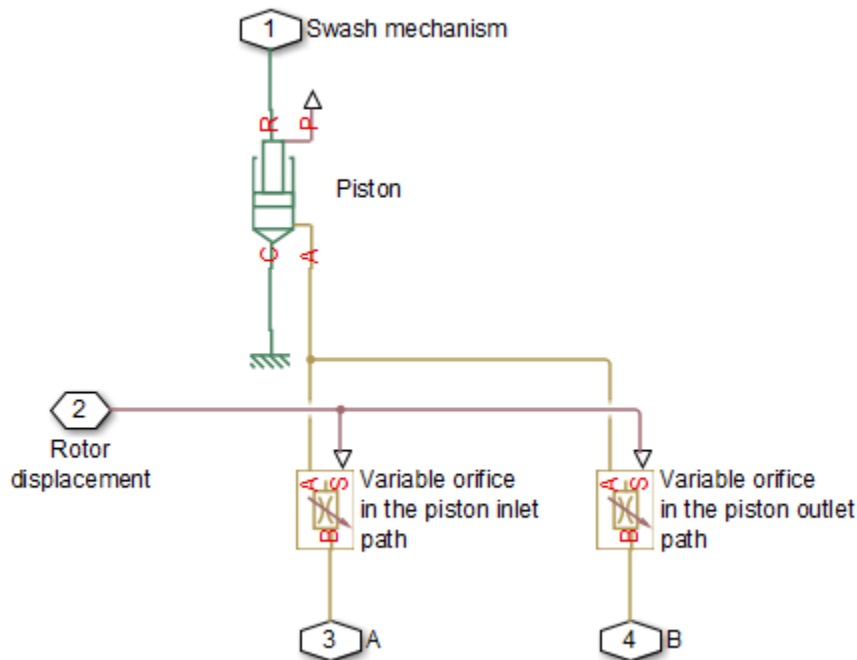 1 Swash mechanism
R P
Piston
C A
2
Rotor
displacement
A S Variable orifice
in the piston inlet
B path
A S Variable orifice
in the piston outlet
B path
3 A
4 B